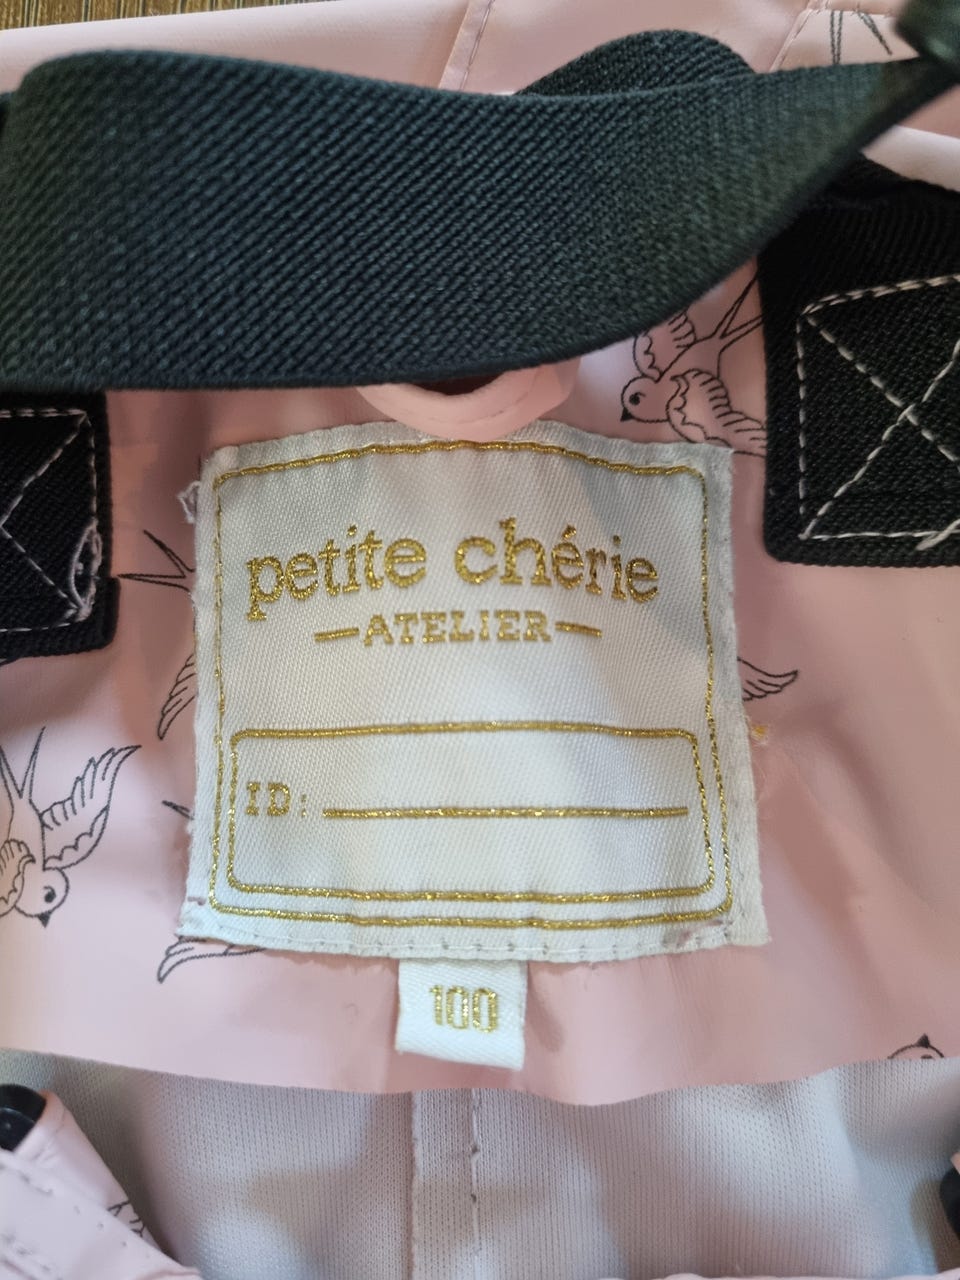 petite chérie
ATELIER
ID:
100